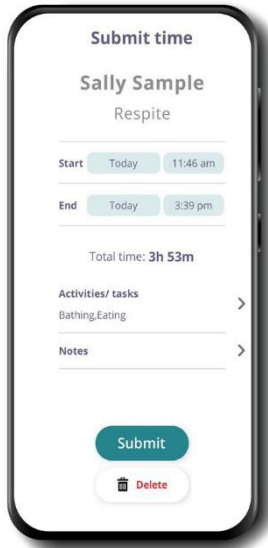 Submit time
Sally Sample
Respite
Start Today 11:46 am
End Today 3:39 pm
Total time: 3h 53m
Activities/ tasks
Bathing,Eating
Notes
Submit
Delete